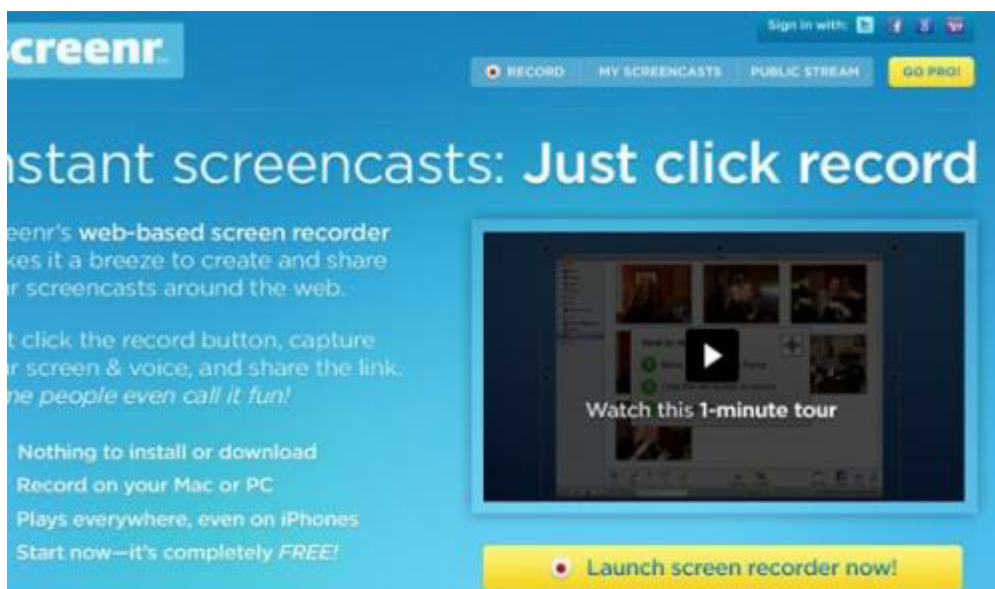 creenr
Sign in with:
RECORD MY SCREENCASTS PUBLIC STREAM GO PRO!
nstant screencasts: Just click record
eenr's web-based screen recorder
kes it a breeze to create and share
r screencasts around the web.
t click the record button, capture
r screen & voice, and share the link.
me people even call it fun!
Nothing to install or download
Record on your Mac or PC
Plays everywhere, even on iPhones
Start now—it's completely FREE!
Watch this 1-minute tour
Launch screen recorder now!